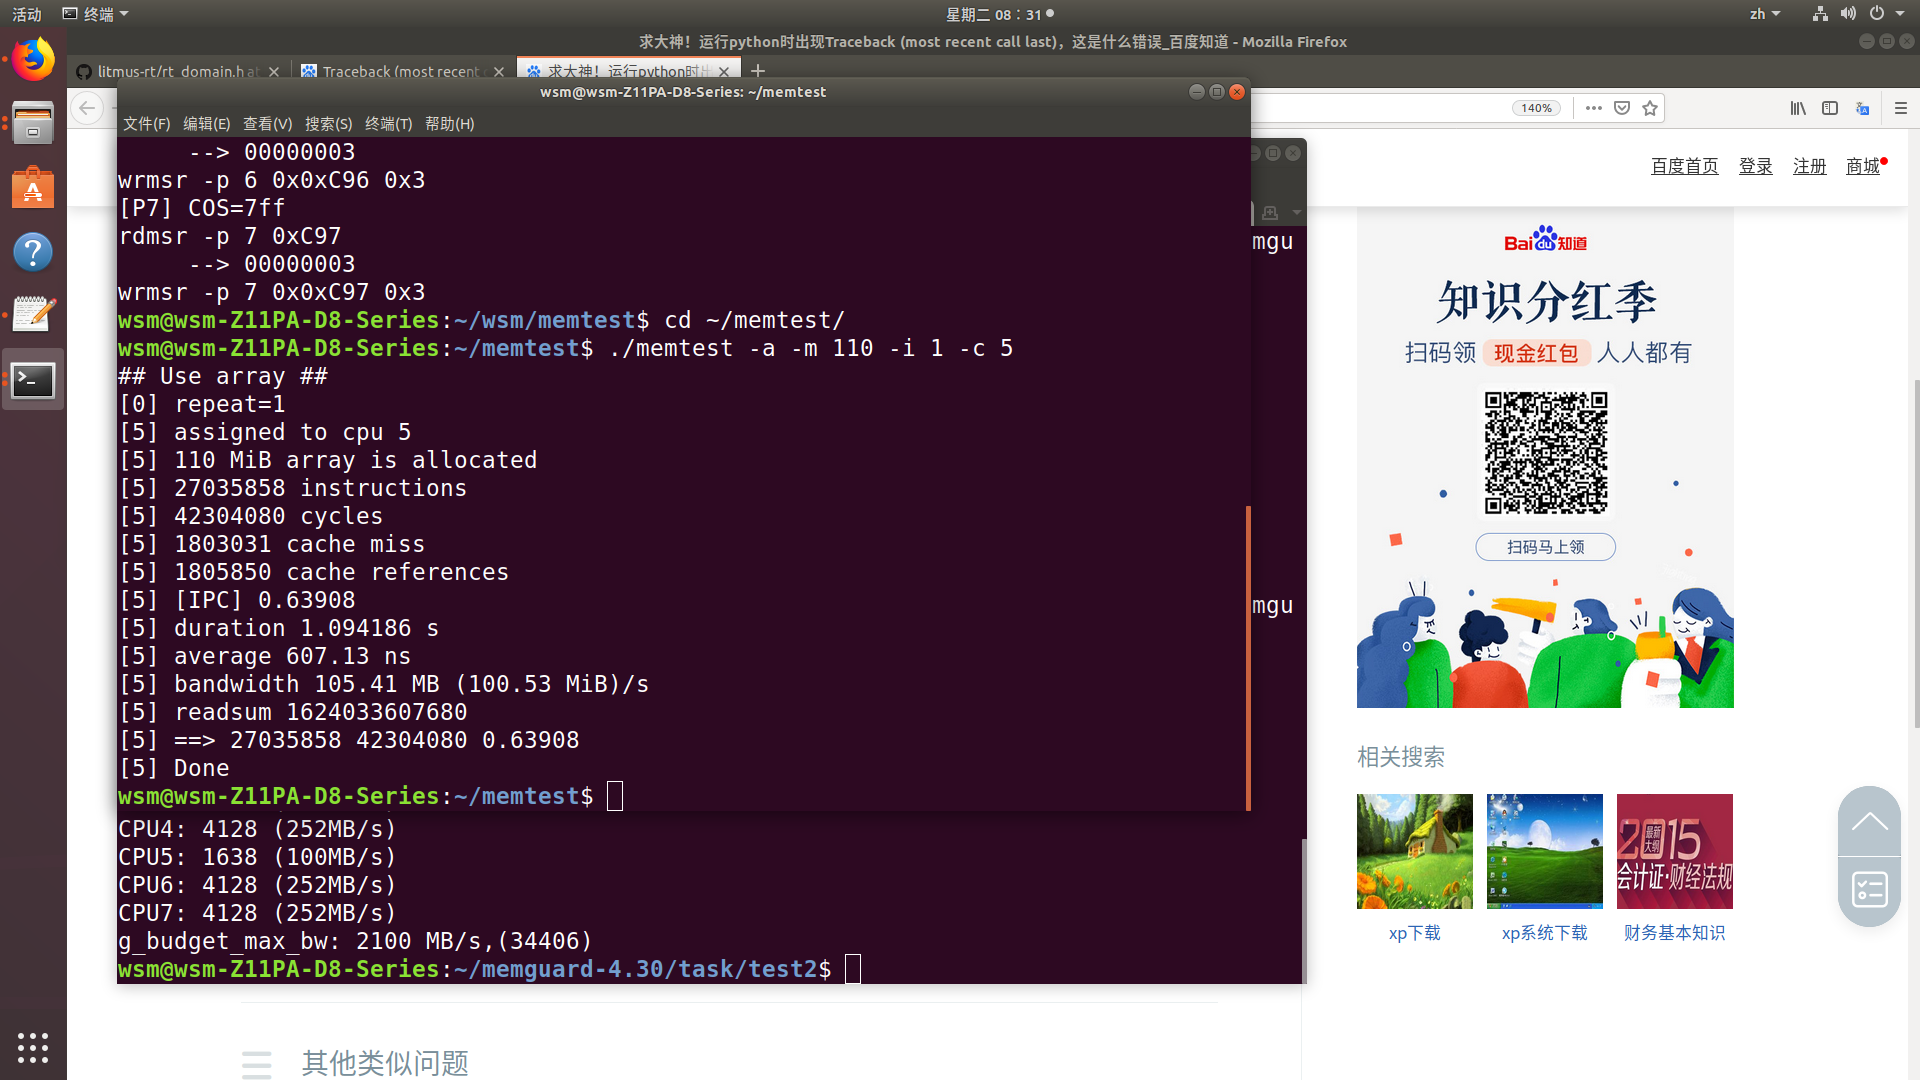 活动
终端
星期二 08：31
zh
求大神！运行python时出现Traceback (most recent call last)，这是什么错误_百度知道 - Mozilla Firefox
litmus-rt/rt_domain.h at
Traceback (most recent c
求大神！运行python时出
wsm@wsm-Z11PA-D8-Series: ~/memtest
140%
文件(F) 编辑(E) 查看(V) 搜索(S) 终端(T) 帮助(H)
--> 00000003
wrmsr -p 6 0x0xC96 0x3
[P7] COS=7ff
rdmsr -p 7 0xC97
--> 00000003
wrmsr -p 7 0x0xC97 0x3
wsm@wsm-Z11PA-D8-Series:~/wsm/memtest$ cd ~/memtest/
wsm@wsm-Z11PA-D8-Series:~/memtest$ ./memtest -a -m 110 -i 1 -c 5
## Use array ##
[0] repeat=1
[5] assigned to cpu 5
[5] 110 MiB array is allocated
[5] 27035858 instructions
[5] 42304080 cycles
[5] 1803031 cache miss
[5] 1805850 cache references
[5] [IPC] 0.63908
[5] duration 1.094186 s
[5] average 607.13 ns
[5] bandwidth 105.41 MB (100.53 MiB)/s
[5] readsum 1624033607680
[5] ==> 27035858 42304080 0.63908
[5] Done
wsm@wsm-Z11PA-D8-Series:~/memtest$
mgu
mgu
CPU4: 4128 (252MB/s)
CPU5: 1638 (100MB/s)
CPU6: 4128 (252MB/s)
CPU7: 4128 (252MB/s)
g_budget_max_bw: 2100 MB/s,(34406)
wsm@wsm-Z11PA-D8-Series:~/memguard-4.30/task/test2$
百度首页 登录 注册 商城
Baidu知道
知识分红季
扫码领 现金红包 人人都有
扫码马上领
相关搜索
2015
最新
大纲
会计证·财经法规
xp下载
xp系统下载
财务基本知识
其他类似问题